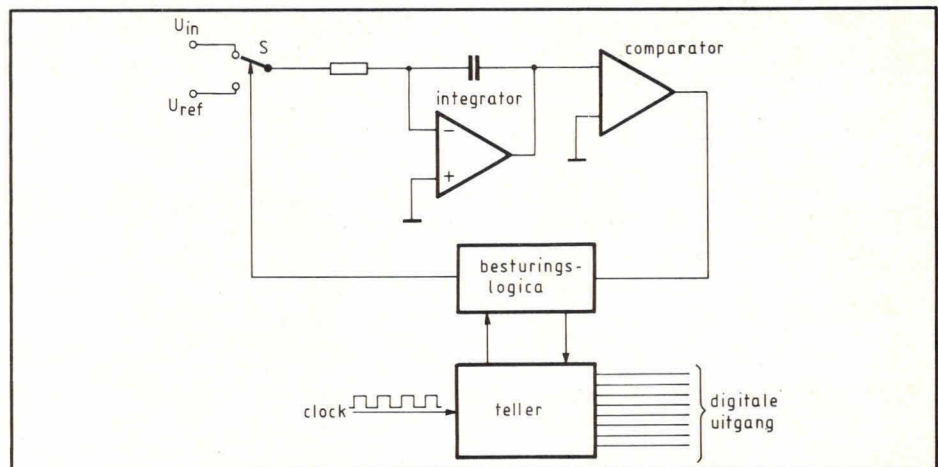 U_in
S
comparator
U_ref
integrator
−
+
besturings-
logica
clock
teller
digitale
uitgang